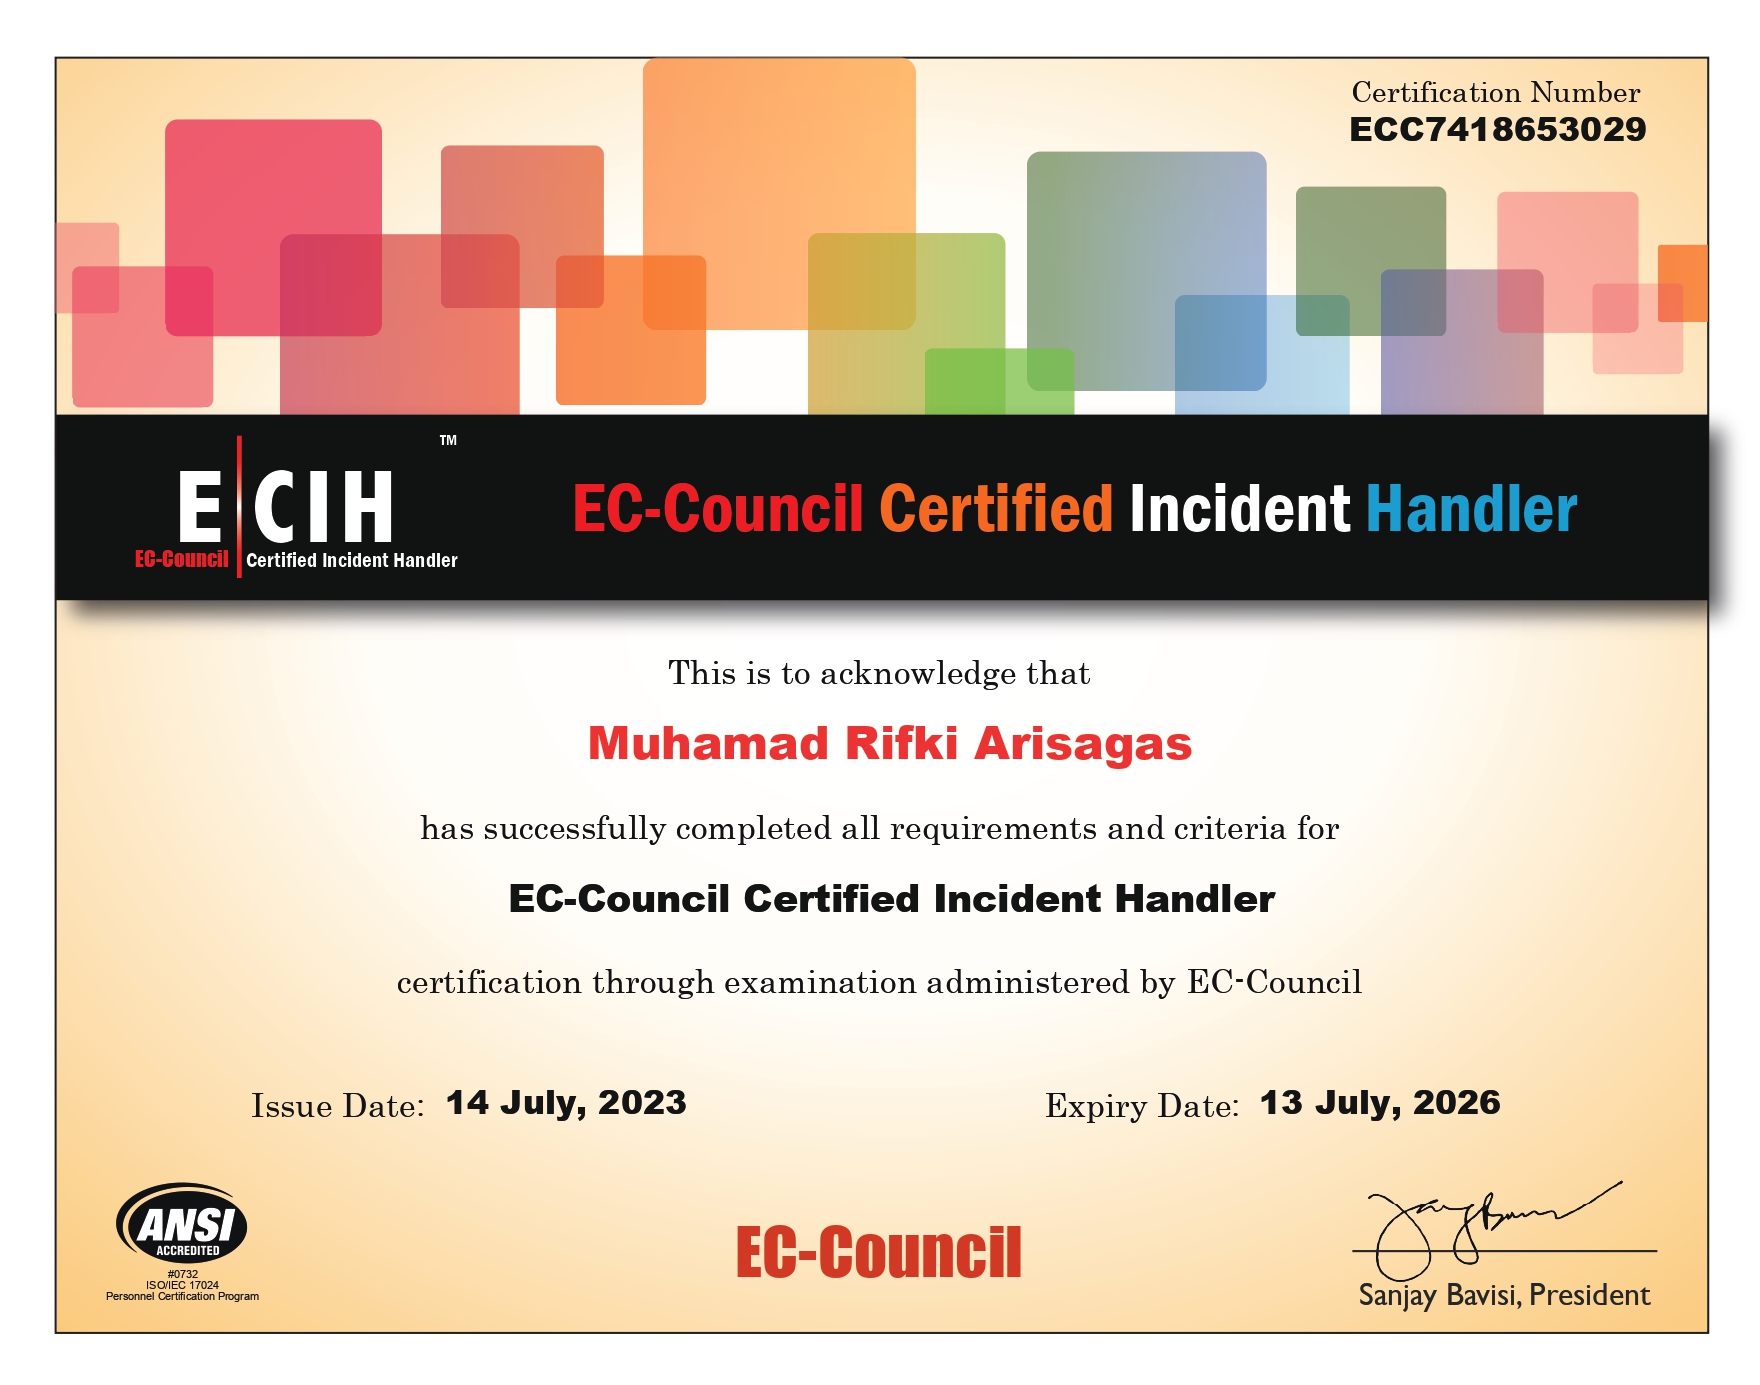 Certification Number
ECC7418653029
E CIH ™
EC-Council Certified Incident Handler
EC-Council Certified Incident Handler
This is to acknowledge that
Muhamad Rifki Arisagas
has successfully completed all requirements and criteria for
EC-Council Certified Incident Handler
certification through examination administered by EC-Council
Issue Date: 14 July, 2023
Expiry Date: 13 July, 2026
ANSI
ACCREDITED
#0732
ISO/IEC 17024
Personnel Certification Program
EC-Council
Sanjay Bavisi, President